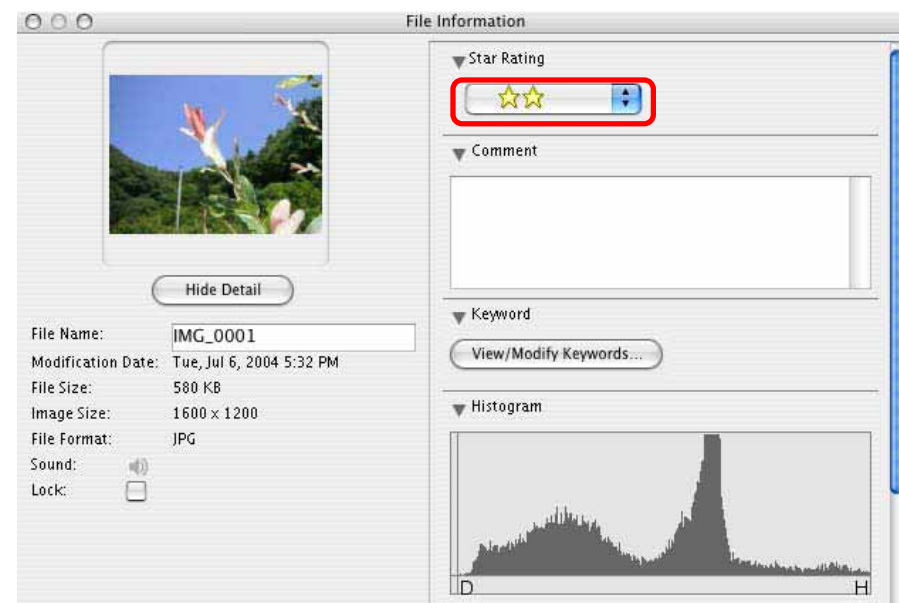 File Information
Hide Detail
File Name: IMG_0001
Modification Date: Tue, Jul 6, 2004 5:32 PM
File Size: 580 KB
Image Size: 1600 x 1200
File Format: JPG
Sound:
Lock:
Star Rating
Comment
Keyword
View/Modify Keywords...
Histogram
D H